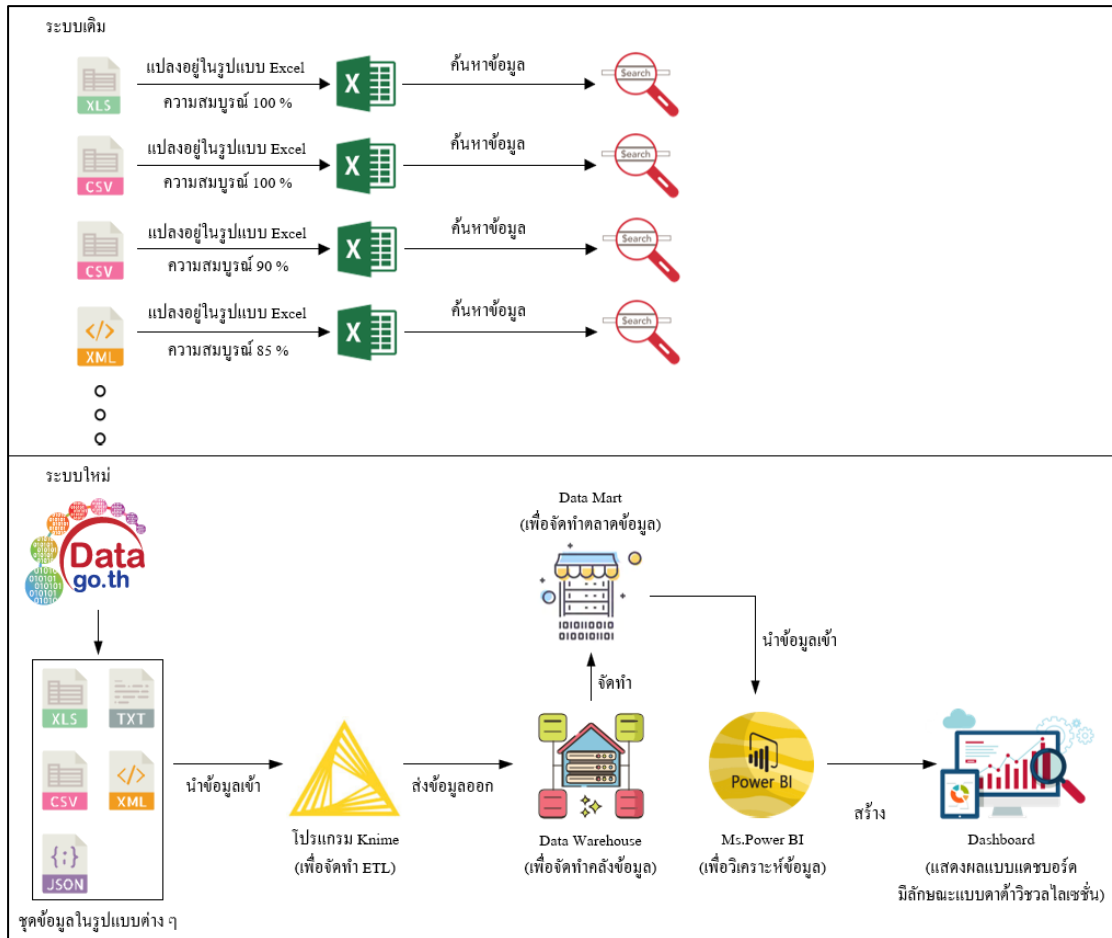 ระบบเดิม
XLS
แปลงอยู่ในรูปแบบ Excel
ความสมบูรณ์ 100 %
X
ค้นหาข้อมูล
Search
CSV
แปลงอยู่ในรูปแบบ Excel
ความสมบูรณ์ 100 %
X
ค้นหาข้อมูล
Search
CSV
แปลงอยู่ในรูปแบบ Excel
ความสมบูรณ์ 90 %
X
ค้นหาข้อมูล
Search
</>
XML
แปลงอยู่ในรูปแบบ Excel
ความสมบูรณ์ 85 %
X
ค้นหาข้อมูล
Search
ระบบใหม่
Data
go.th
XLS
TXT
CSV
</>
XML
{;}
JSON
ชุดข้อมูลในรูปแบบต่าง ๆ
นำข้อมูลเข้า
โปรแกรม Knime
(เพื่อจัดทำ ETL)
ส่งข้อมูลออก
Data Warehouse
(เพื่อจัดทำคลังข้อมูล)
จัดทำ
Data Mart
(เพื่อจัดทำตลาดข้อมูล)
1010110010
0100101101
นำข้อมูลเข้า
Power BI
Ms.Power BI
(เพื่อวิเคราะห์ข้อมูล)
สร้าง
Dashboard
(แสดงผลแบบแดชบอร์ด
มีลักษณะแบบดาต้าวิชวลไลเซชั่น)